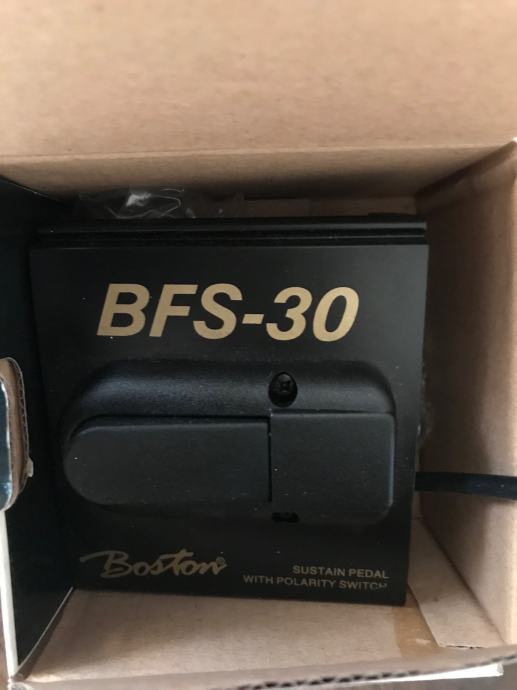 BFS-30
Boston®
SUSTAIN PEDAL
WITH POLARITY SWITCH